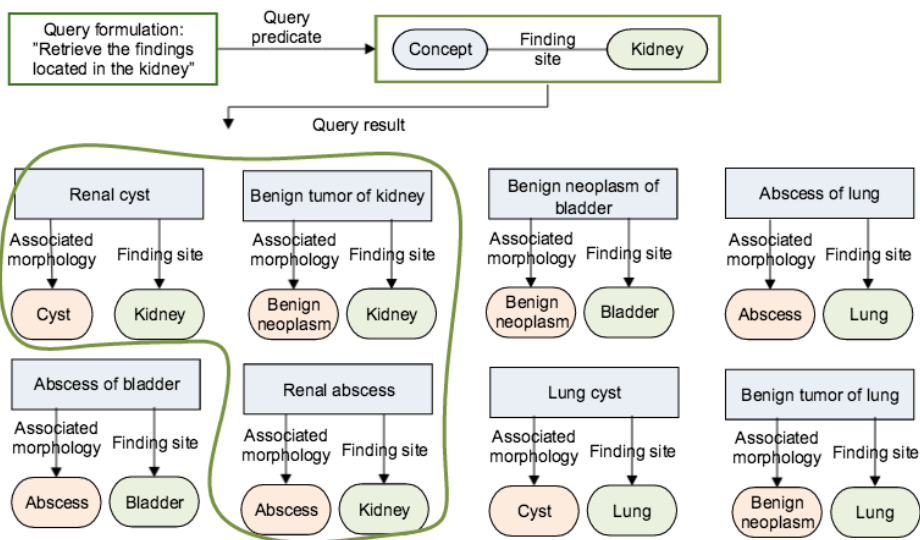 Query formulation:
"Retrieve the findings
located in the kidney"
Query
predicate
Concept
Finding
site
Kidney
Query result
Renal cyst
Associated
morphology
Finding site
Cyst
Kidney
Benign tumor of kidney
Associated
morphology
Finding site
Benign
neoplasm
Kidney
Benign neoplasm of
bladder
Associated
morphology
Finding site
Benign
neoplasm
Bladder
Abscess of lung
Associated
morphology
Finding site
Abscess
Lung
Abscess of bladder
Associated
morphology
Finding site
Abscess
Bladder
Renal abscess
Associated
morphology
Finding site
Abscess
Kidney
Lung cyst
Associated
morphology
Finding site
Cyst
Lung
Benign tumor of lung
Associated
morphology
Finding site
Benign
neoplasm
Lung